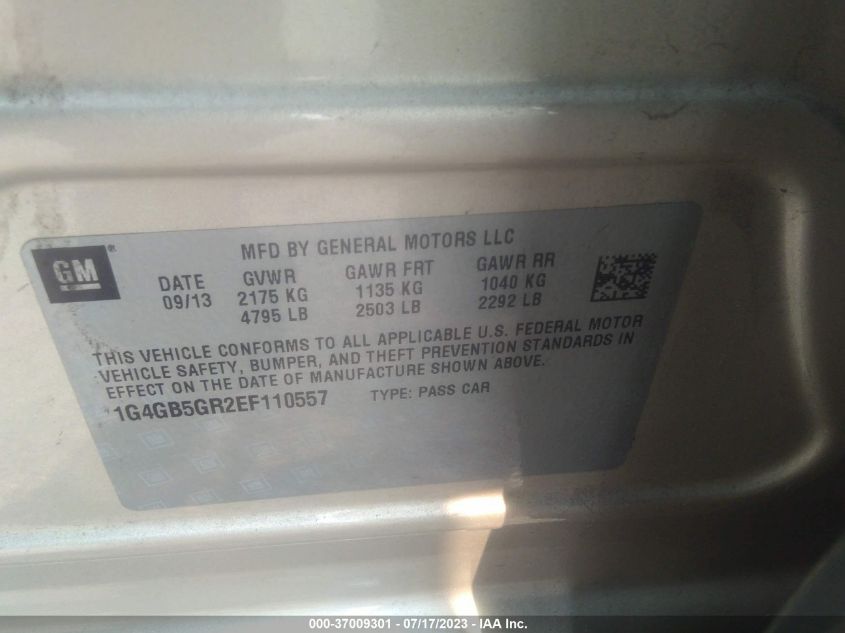 GM ®
MFD BY GENERAL MOTORS LLC
DATE GVWR GAWR FRT GAWR RR
09/13 2175 KG 1135 KG 1040 KG
4795 LB 2503 LB 2292 LB
THIS VEHICLE CONFORMS TO ALL APPLICABLE U.S. FEDERAL MOTOR
VEHICLE SAFETY, BUMPER, AND THEFT PREVENTION STANDARDS IN
EFFECT ON THE DATE OF MANUFACTURE SHOWN ABOVE.
1G4GB5GR2EF110557 TYPE: PASS CAR
000-37009301 - 07/17/2023 - IAA Inc.